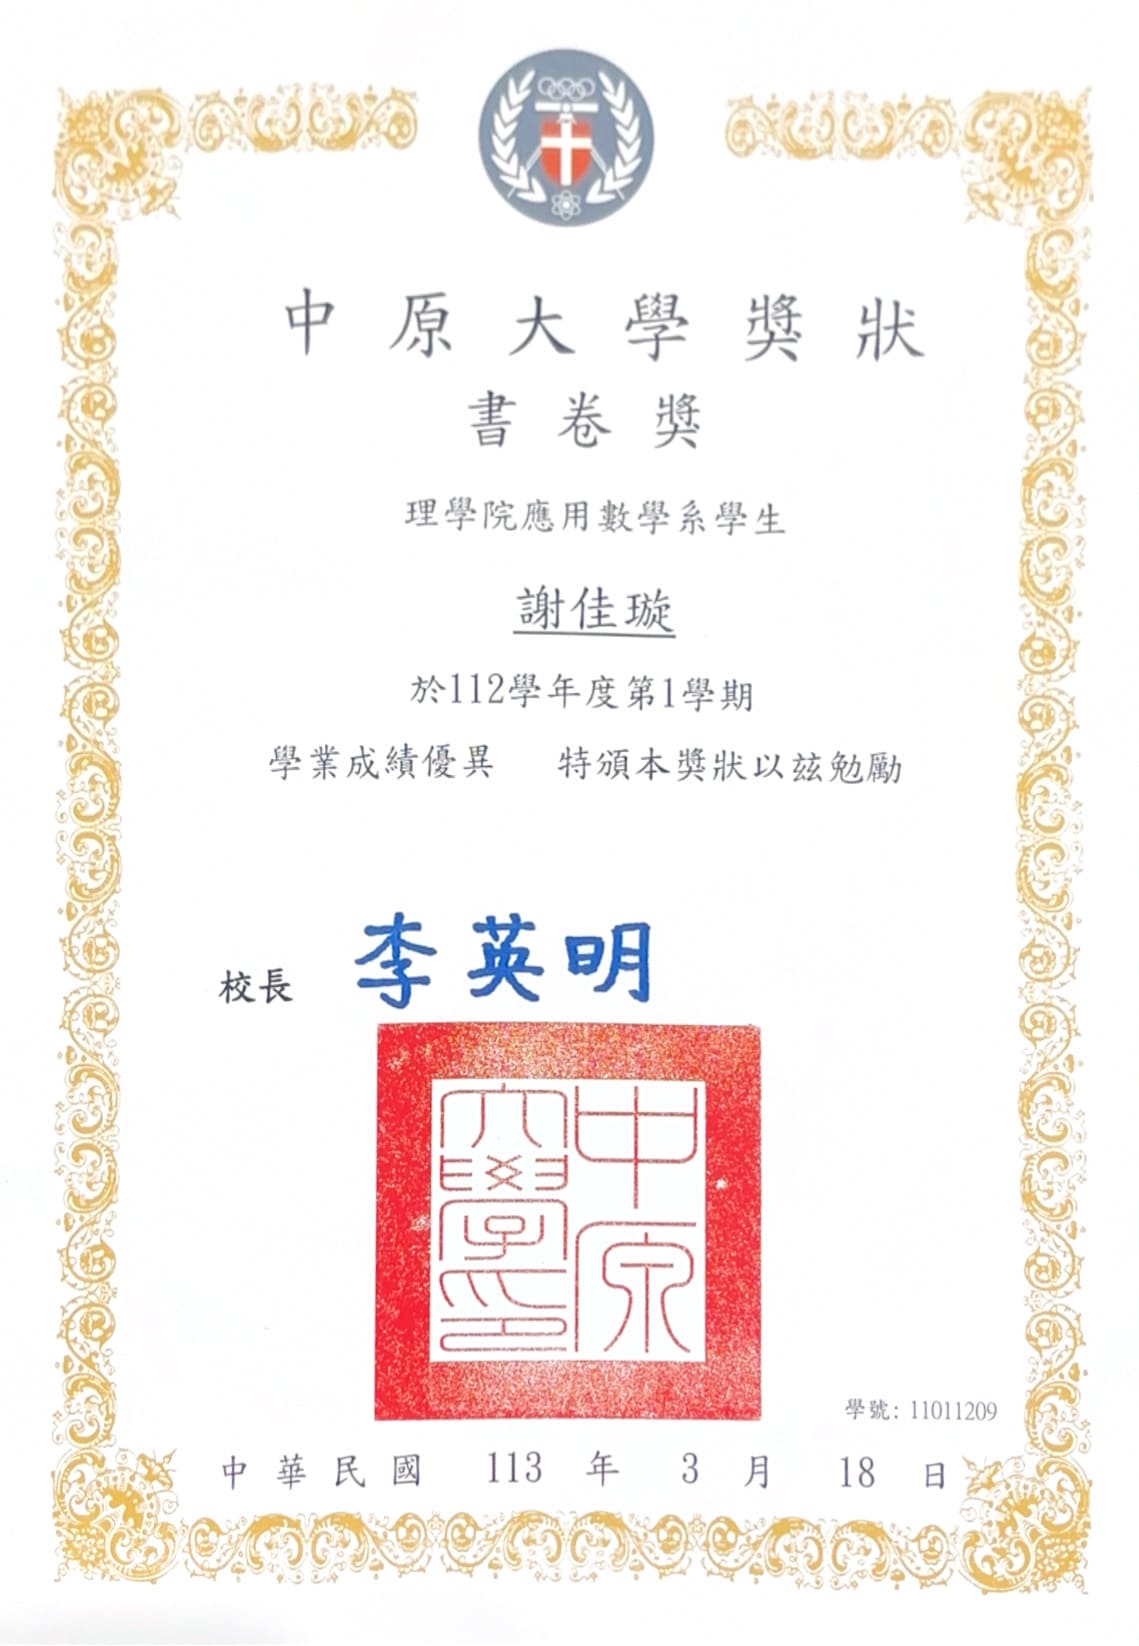 中原大學獎狀
書卷獎
理學院應用數學系學生
謝佳璇
於112學年度第1學期
學業成績優異 特頒本獎狀以玆勉勵
校長 李英明
中原
大學印
學號: 11011209
中華民國 113 年 3 月 18 日